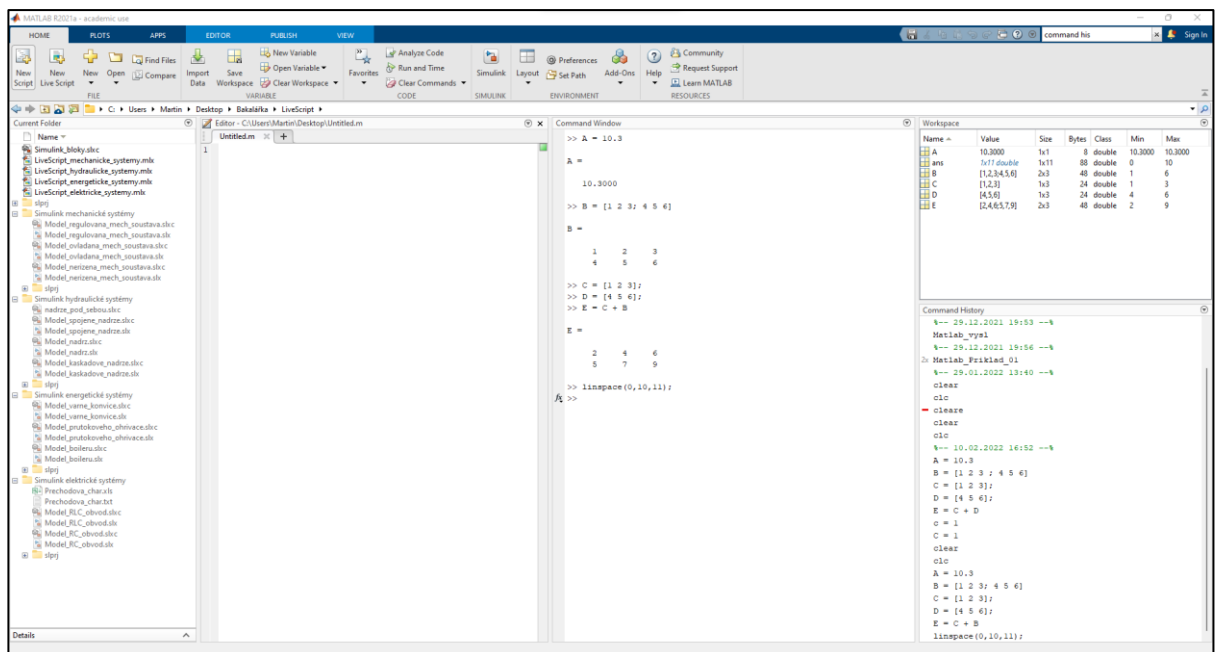 MATLAB R2021a - academic use
HOME PLOTS APPS EDITOR PUBLISH VIEW command his Sign In
New Script
New Live Script
New
Open
Find Files
Compare
Import Data
Save Workspace
New Variable
Open Variable
Clear Workspace
Favorites
Analyze Code
Run and Time
Clear Commands
Simulink
Layout
Preferences
Set Path
Add-Ons
Help
Community
Request Support
Learn MATLAB
FILE VARIABLE CODE SIMULINK ENVIRONMENT RESOURCES
C: Users Martin Desktop Bakalářka LiveScript
Current Folder
Name
Simulink_bloky.slxc
LiveScript_mechanicke_systemy.mlx
LiveScript_hydraulicke_systemy.mlx
LiveScript_energeticke_systemy.mlx
LiveScript_elektricke_systemy.mlx
slprj
Simulink mechanické systémy
Model_regulovana_mech_soustava.slxc
Model_regulovana_mech_soustava.slx
Model_ovladana_mech_soustava.slxc
Model_ovladana_mech_soustava.slx
Model_nerizena_mech_soustava.slxc
Model_nerizena_mech_soustava.slx
slprj
Simulink hydraulické systémy
nadrze_pod_sebou.slxc
Model_spojene_nadrze.slxc
Model_spojene_nadrze.slx
Model_nadrz.slxc
Model_nadrz.slx
Model_kaskadove_nadrze.slxc
Model_kaskadove_nadrze.slx
slprj
Simulink energetické systémy
Model_varne_konvice.slxc
Model_varne_konvice.slx
Model_prutokoveho_ohrivace.slxc
Model_prutokoveho_ohrivace.slx
Model_boileru.slxc
Model_boileru.slx
slprj
Simulink elektrické systémy
Prechodova_char.xls
Prechodova_char.txt
Model_RLC_obvod.slxc
Model_RLC_obvod.slx
Model_RC_obvod.slxc
Model_RC_obvod.slx
slprj
Details
Editor - C:\Users\Martin\Desktop\Untitled.m
Untitled.m
1
Command Window
>> A = 10.3
A =
10.3000
>> B = [1 2 3; 4 5 6]
B =
1 2 3
4 5 6
>> C = [1 2 3];
>> D = [4 5 6];
>> E = C + B
E =
2 4 6
5 7 9
>> linspace(0,10,11);
fx >>
Workspace
Name Value Size Bytes Class Min Max
A 10.3000 1x1 8 double 10.3000 10.3000
ans 1x11 double 1x11 88 double 0 10
B [1,2,3;4,5,6] 2x3 48 double 1 6
C [1,2,3] 1x3 24 double 1 3
D [4,5,6] 1x3 24 double 4 6
E [2,4,6;5,7,9] 2x3 48 double 2 9
Command History
%-- 29.12.2021 19:53 --%
Matlab_vysl
%-- 29.12.2021 19:56 --%
2x Matlab_Priklad_01
%-- 29.01.2022 13:40 --%
clear
clc
cleare
clear
clc
%-- 10.02.2022 16:52 --%
A = 10.3
B = [1 2 3 ; 4 5 6]
C = [1 2 3];
D = [4 5 6];
E = C + D
c = 1
C = 1
clear
clc
A = 10.3
B = [1 2 3; 4 5 6]
C = [1 2 3];
D = [4 5 6];
E = C + B
linspace(0,10,11);